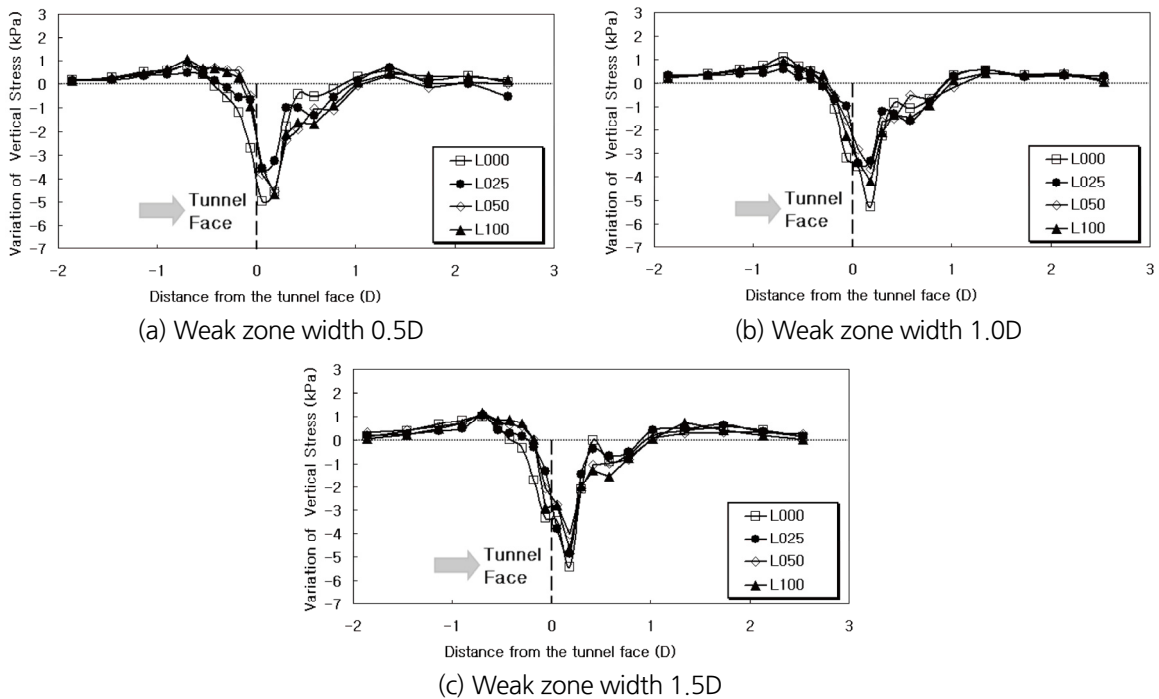 Variation of Vertical Stress (kPa)
3
2
1
0
-1
-2
-3
-4
-5
-6
-7
Tunnel
Face
L000
L025
L050
L100
-2
-1
0
1
2
3
Distance from the tunnel face (D)
(a) Weak zone width 0.5D
Variation of Vertical Stress (kPa)
3
2
1
0
-1
-2
-3
-4
-5
-6
-7
Tunnel
Face
L000
L025
L050
L100
-2
-1
0
1
2
3
Distance from the tunnel face (D)
(b) Weak zone width 1.0D
Variation of Vertical Stress (kPa)
3
2
1
0
-1
-2
-3
-4
-5
-6
-7
Tunnel
Face
L000
L025
L050
L100
-2
-1
0
1
2
3
Distance from the tunnel face (D)
(c) Weak zone width 1.5D